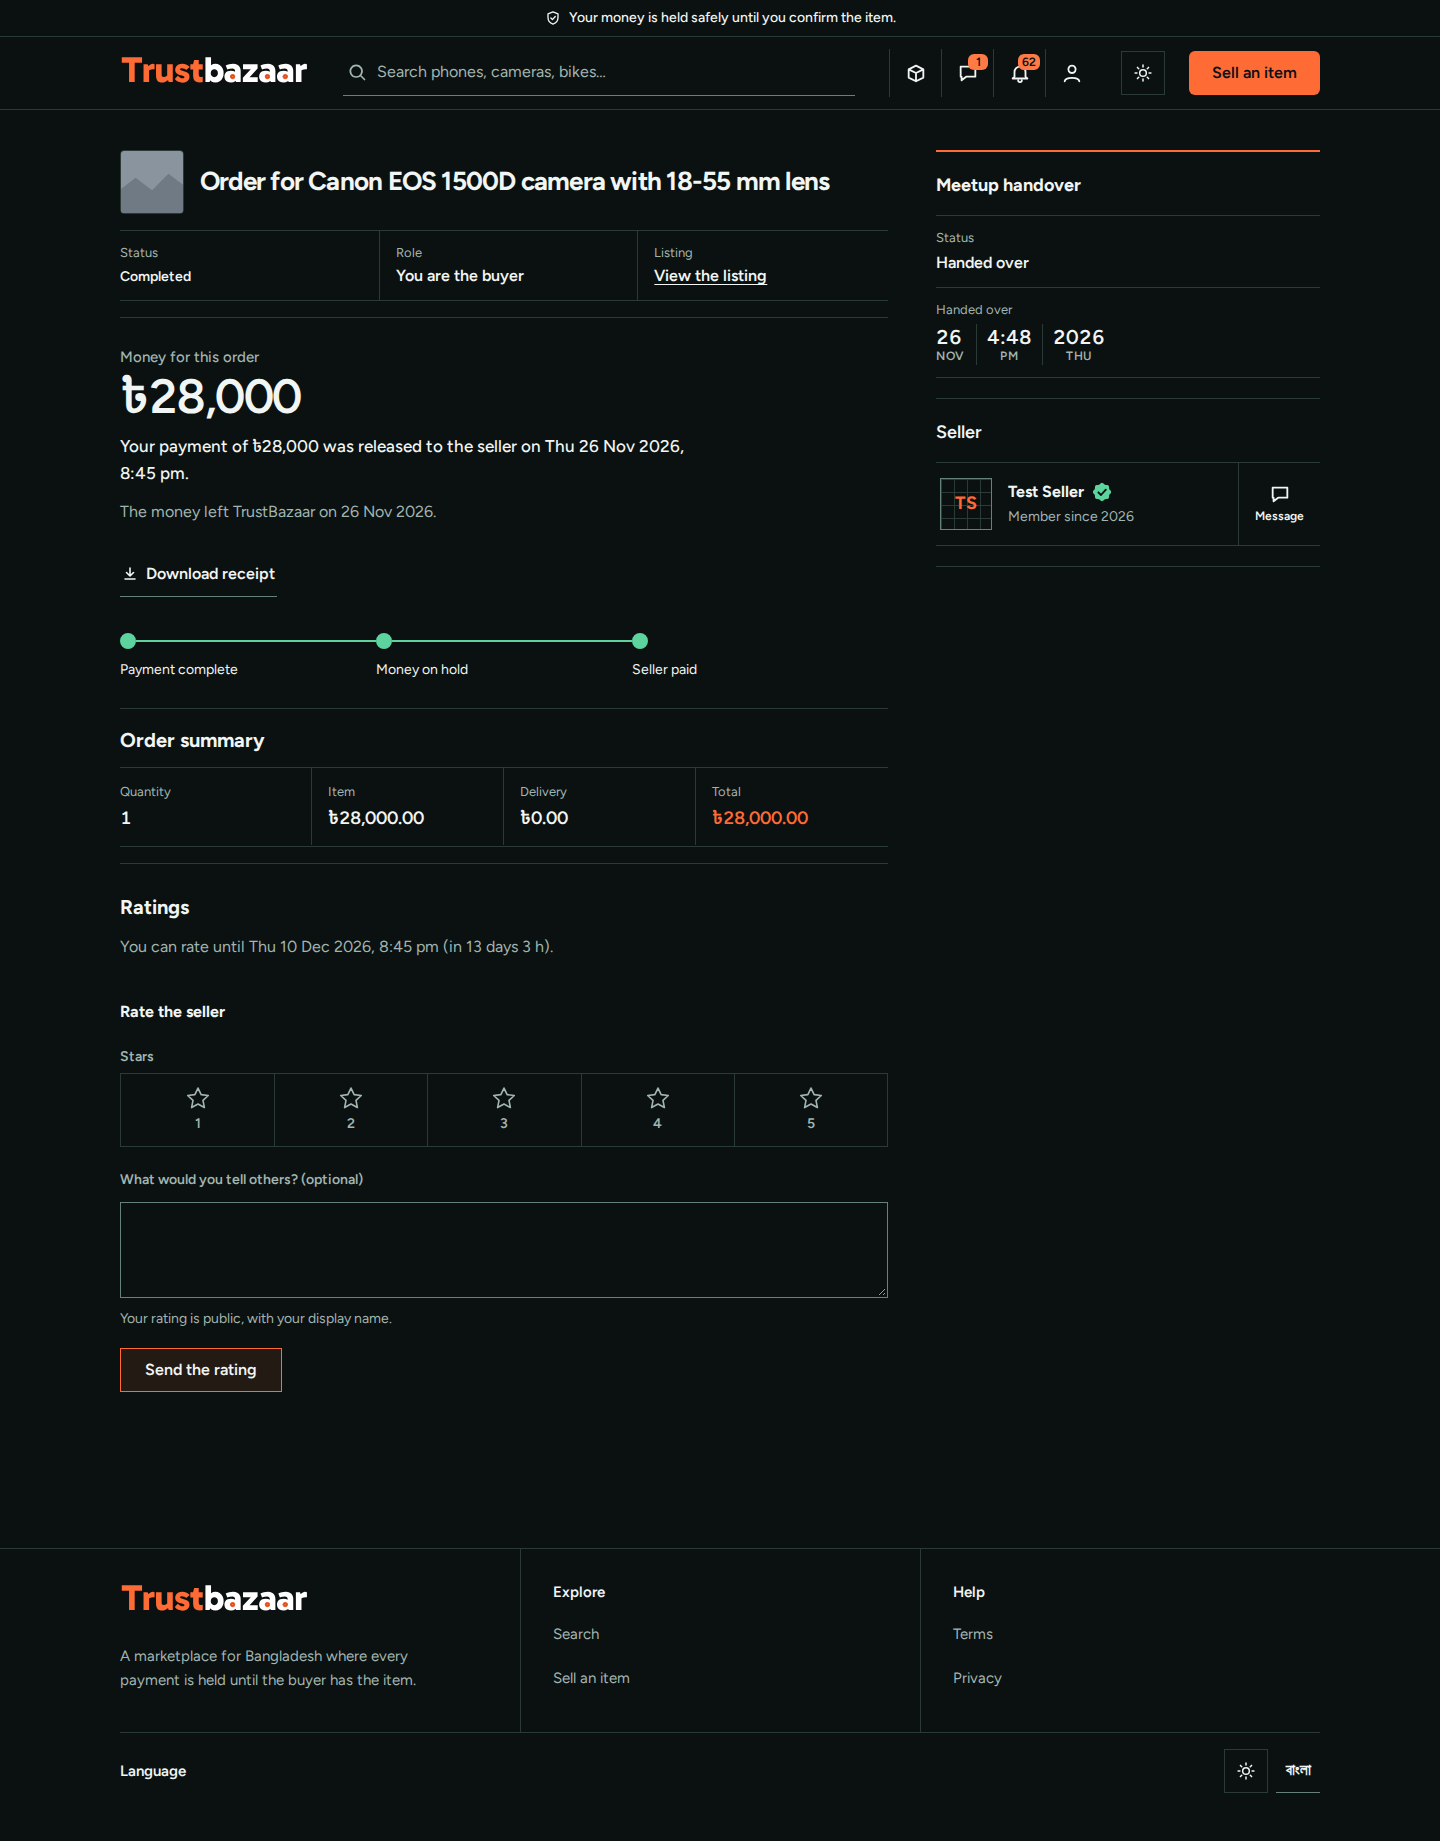 Your money is held safely until you confirm the item.
Trustbazaar
Search phones, cameras, bikes...
1
62
Sell an item
Order for Canon EOS 1500D camera with 18-55 mm lens
Status
Completed
Role
You are the buyer
Listing
View the listing
Money for this order
৳28,000
Your payment of ৳28,000 was released to the seller on Thu 26 Nov 2026,
8:45 pm.
The money left TrustBazaar on 26 Nov 2026.
Download receipt
Payment complete
Money on hold
Seller paid
Order summary
Quantity
1
Item
৳28,000.00
Delivery
৳0.00
Total
৳28,000.00
Ratings
You can rate until Thu 10 Dec 2026, 8:45 pm (in 13 days 3 h).
Rate the seller
Stars
1
2
3
4
5
What would you tell others? (optional)
Your rating is public, with your display name.
Send the rating
Meetup handover
Status
Handed over
Handed over
26 4:48 2026
NOV PM THU
Seller
TS
Test Seller
Member since 2026
Message
Trustbazaar
A marketplace for Bangladesh where every
payment is held until the buyer has the item.
Explore
Search
Sell an item
Help
Terms
Privacy
Language
বাংলা